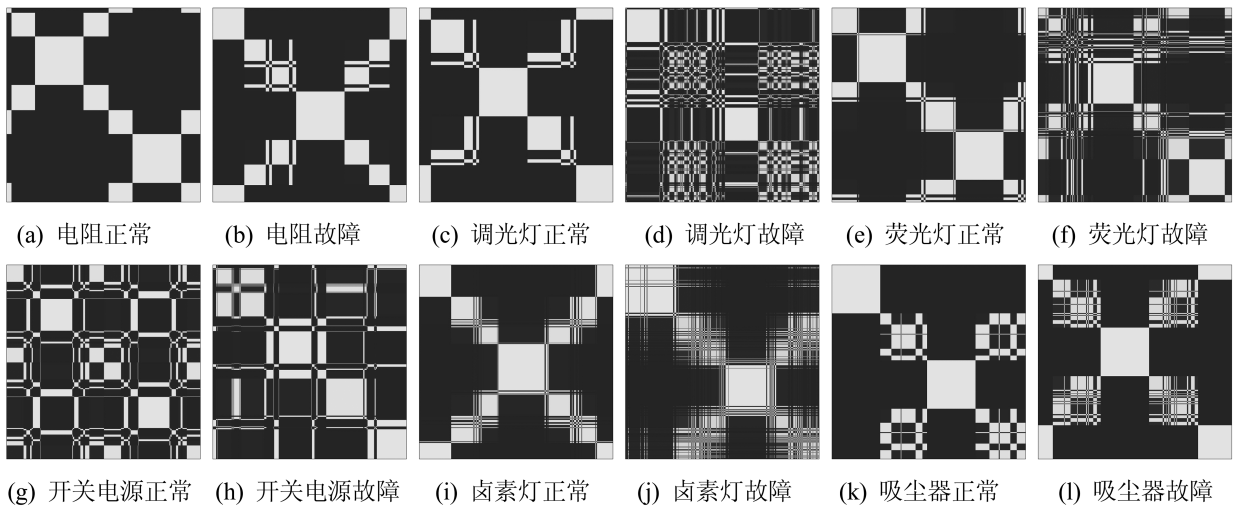 (a) 电阻正常 (b) 电阻故障 (c) 调光灯正常 (d) 调光灯故障 (e) 荧光灯正常 (f) 荧光灯故障
(g) 开关电源正常 (h) 开关电源故障 (i) 卤素灯正常 (j) 卤素灯故障 (k) 吸尘器正常 (l) 吸尘器故障